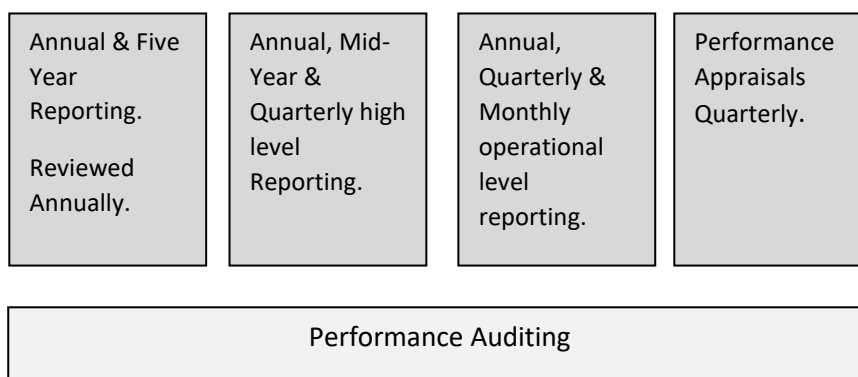 Annual & Five
Year
Reporting.
Reviewed
Annually.
Annual, Mid-
Year &
Quarterly high
level
Reporting.
Annual,
Quarterly &
Monthly
operational
level
reporting.
Performance
Appraisals
Quarterly.
Performance Auditing